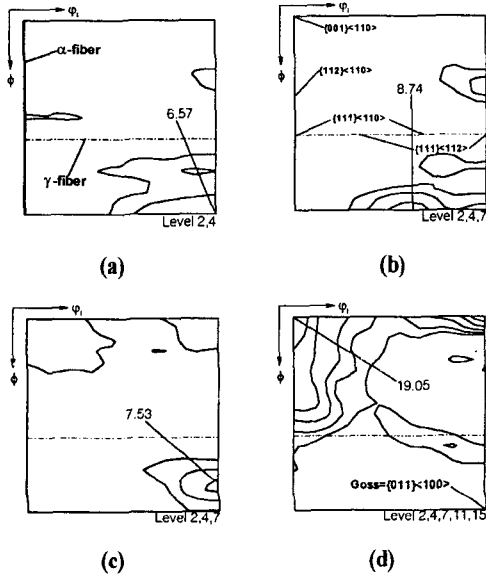 φ₁
Φ
α-fiber
6.57
γ-fiber
Level 2,4
(a)
φ₁
Φ
{001}<110>
{112}<110>
8.74
{111}<110>
{111}<112>
Level 2,4,7
(b)
φ₁
Φ
7.53
Level 2,4,7
(c)
φ₁
Φ
19.05
Goss={011}<100>
Level 2,4,7,11,15
(d)